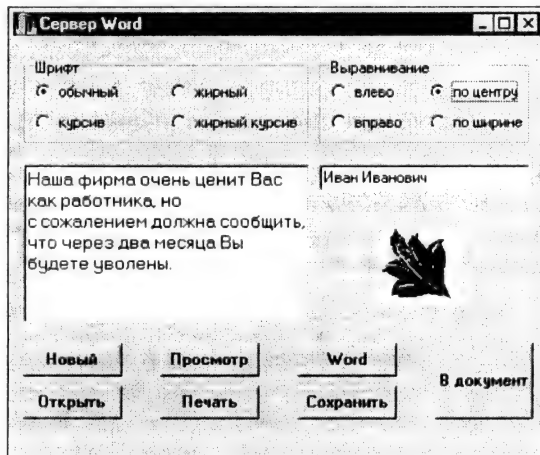 Сервер Word
Шрифт
обычный
жирный
курсив
жирный курсив
Выравнивание
влево
по центру
вправо
по ширине
Наша фирма очень ценит Вас
как работника, но
с сожалением должна сообщить,
что через два месяца Вы
будете уволены.
Иван Иванович
Новый
Просмотр
Word
В документ
Открыть
Печать
Сохранить